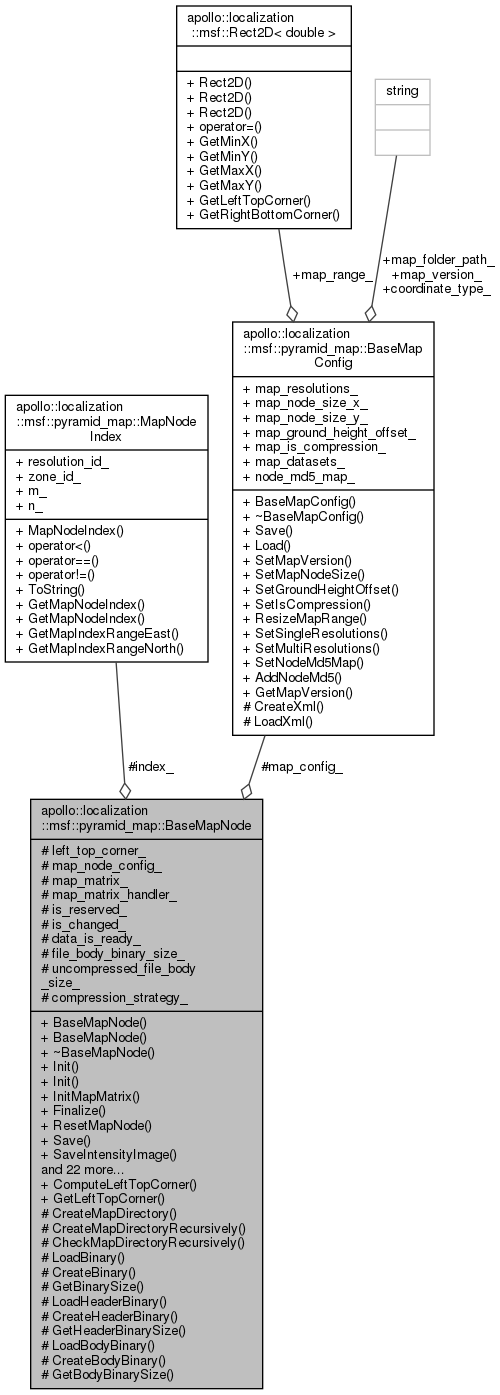 apollo::localization
::msf::Rect2D< double >
+ Rect2D()
+ Rect2D()
+ Rect2D()
+ operator=()
+ GetMinX()
+ GetMinY()
+ GetMaxX()
+ GetMaxY()
+ GetLeftTopCorner()
+ GetRightBottomCorner()
string
+map_range_
+map_folder_path_
+map_version_
+coordinate_type_
apollo::localization
::msf::pyramid_map::BaseMap
Config
+ map_resolutions_
+ map_node_size_x_
+ map_node_size_y_
+ map_ground_height_offset_
+ map_is_compression_
+ map_datasets_
+ node_md5_map_
+ BaseMapConfig()
+ ~BaseMapConfig()
+ Save()
+ Load()
+ SetMapVersion()
+ SetMapNodeSize()
+ SetGroundHeightOffset()
+ SetIsCompression()
+ ResizeMapRange()
+ SetSingleResolutions()
+ SetMultiResolutions()
+ SetNodeMd5Map()
+ AddNodeMd5()
+ GetMapVersion()
# CreateXml()
# LoadXml()
apollo::localization
::msf::pyramid_map::MapNode
Index
+ resolution_id_
+ zone_id_
+ m_
+ n_
+ MapNodeIndex()
+ operator<()
+ operator==()
+ operator!=()
+ ToString()
+ GetMapNodeIndex()
+ GetMapNodeIndex()
+ GetMapIndexRangeEast()
+ GetMapIndexRangeNorth()
#index_
#map_config_
apollo::localization
::msf::pyramid_map::BaseMapNode
# left_top_corner_
# map_node_config_
# map_matrix_
# map_matrix_handler_
# is_reserved_
# is_changed_
# data_is_ready_
# file_body_binary_size_
# uncompressed_file_body
_size_
# compression_strategy_
+ BaseMapNode()
+ BaseMapNode()
+ ~BaseMapNode()
+ Init()
+ Init()
+ InitMapMatrix()
+ Finalize()
+ ResetMapNode()
+ Save()
+ SaveIntensityImage()
and 22 more...
+ ComputeLeftTopCorner()
+ GetLeftTopCorner()
# CreateMapDirectory()
# CreateMapDirectoryRecursively()
# CheckMapDirectoryRecursively()
# LoadBinary()
# CreateBinary()
# GetBinarySize()
# LoadHeaderBinary()
# CreateHeaderBinary()
# GetHeaderBinarySize()
# LoadBodyBinary()
# CreateBodyBinary()
# GetBodyBinarySize()